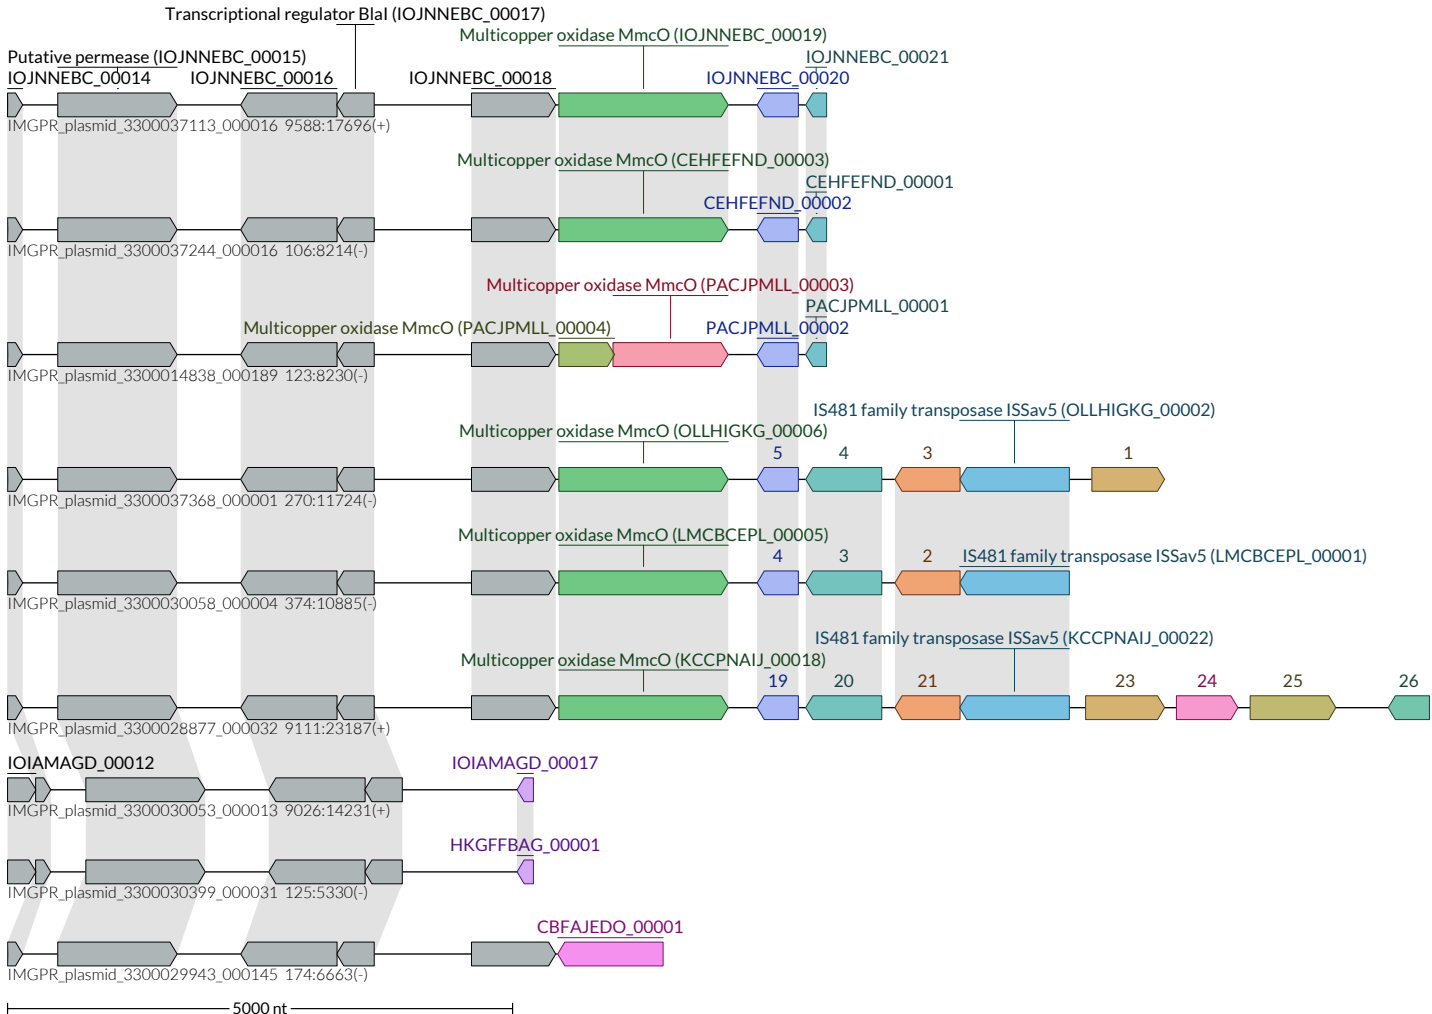 Transcriptional regulator BlaI (IOJNNEBC_00017)
Multicopper oxidase MmcO (IOJNNEBC_00019)
Putative permease (IOJNNEBC_00015)
IOJNNEBC_00021
IOJNNEBC_00014
IOJNNEBC_00016
IOJNNEBC_00018
IOJNNEBC_00020
IMGPR_plasmid_3300037113_000016 9588:17696(+)
Multicopper oxidase MmcO (CEHFEFND_00003)
CEHFEFND_00001
CEHFEFND_00002
IMGPR_plasmid_3300037244_000016 106:8214(-)
Multicopper oxidase MmcO (PACJPMLL_00003)
PACJPMLL_00001
Multicopper oxidase MmcO (PACJPMLL_00004)
PACJPMLL_00002
IMGPR_plasmid_3300014838_000189 123:8230(-)
IS481 family transposase ISSav5 (OLLHIGKG_00002)
Multicopper oxidase MmcO (OLLHIGKG_00006)
5
4
3
1
IMGPR_plasmid_3300037368_000001 270:11724(-)
Multicopper oxidase MmcO (LMCBCEPL_00005)
4
3
2
IS481 family transposase ISSav5 (LMCBCEPL_00001)
IMGPR_plasmid_3300030058_000004 374:10885(-)
IS481 family transposase ISSav5 (KCCPNAIJ_00022)
Multicopper oxidase MmcO (KCCPNAIJ_00018)
19
20
21
23
24
25
26
IMGPR_plasmid_3300028877_000032 9111:23187(+)
IOIAMAGD_00012
IOIAMAGD_00017
IMGPR_plasmid_3300030053_000013 9026:14231(+)
HKGFFBAG_00001
IMGPR_plasmid_3300030399_000031 125:5330(-)
CBFAJEDO_00001
IMGPR_plasmid_3300029943_000145 174:6663(-)
5000 nt